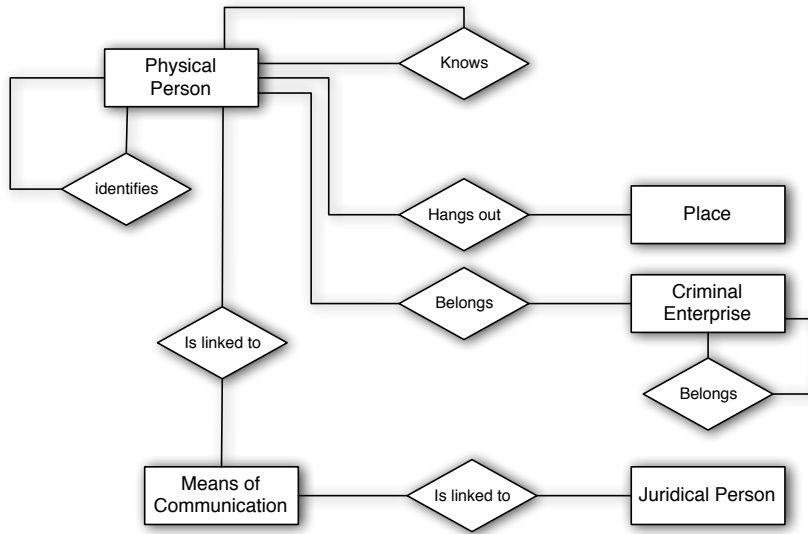 Physical
Person
Knows
identifies
Hangs out
Place
Belongs
Criminal
Enterprise
Is linked to
Belongs
Means of
Communication
Is linked to
Juridical Person